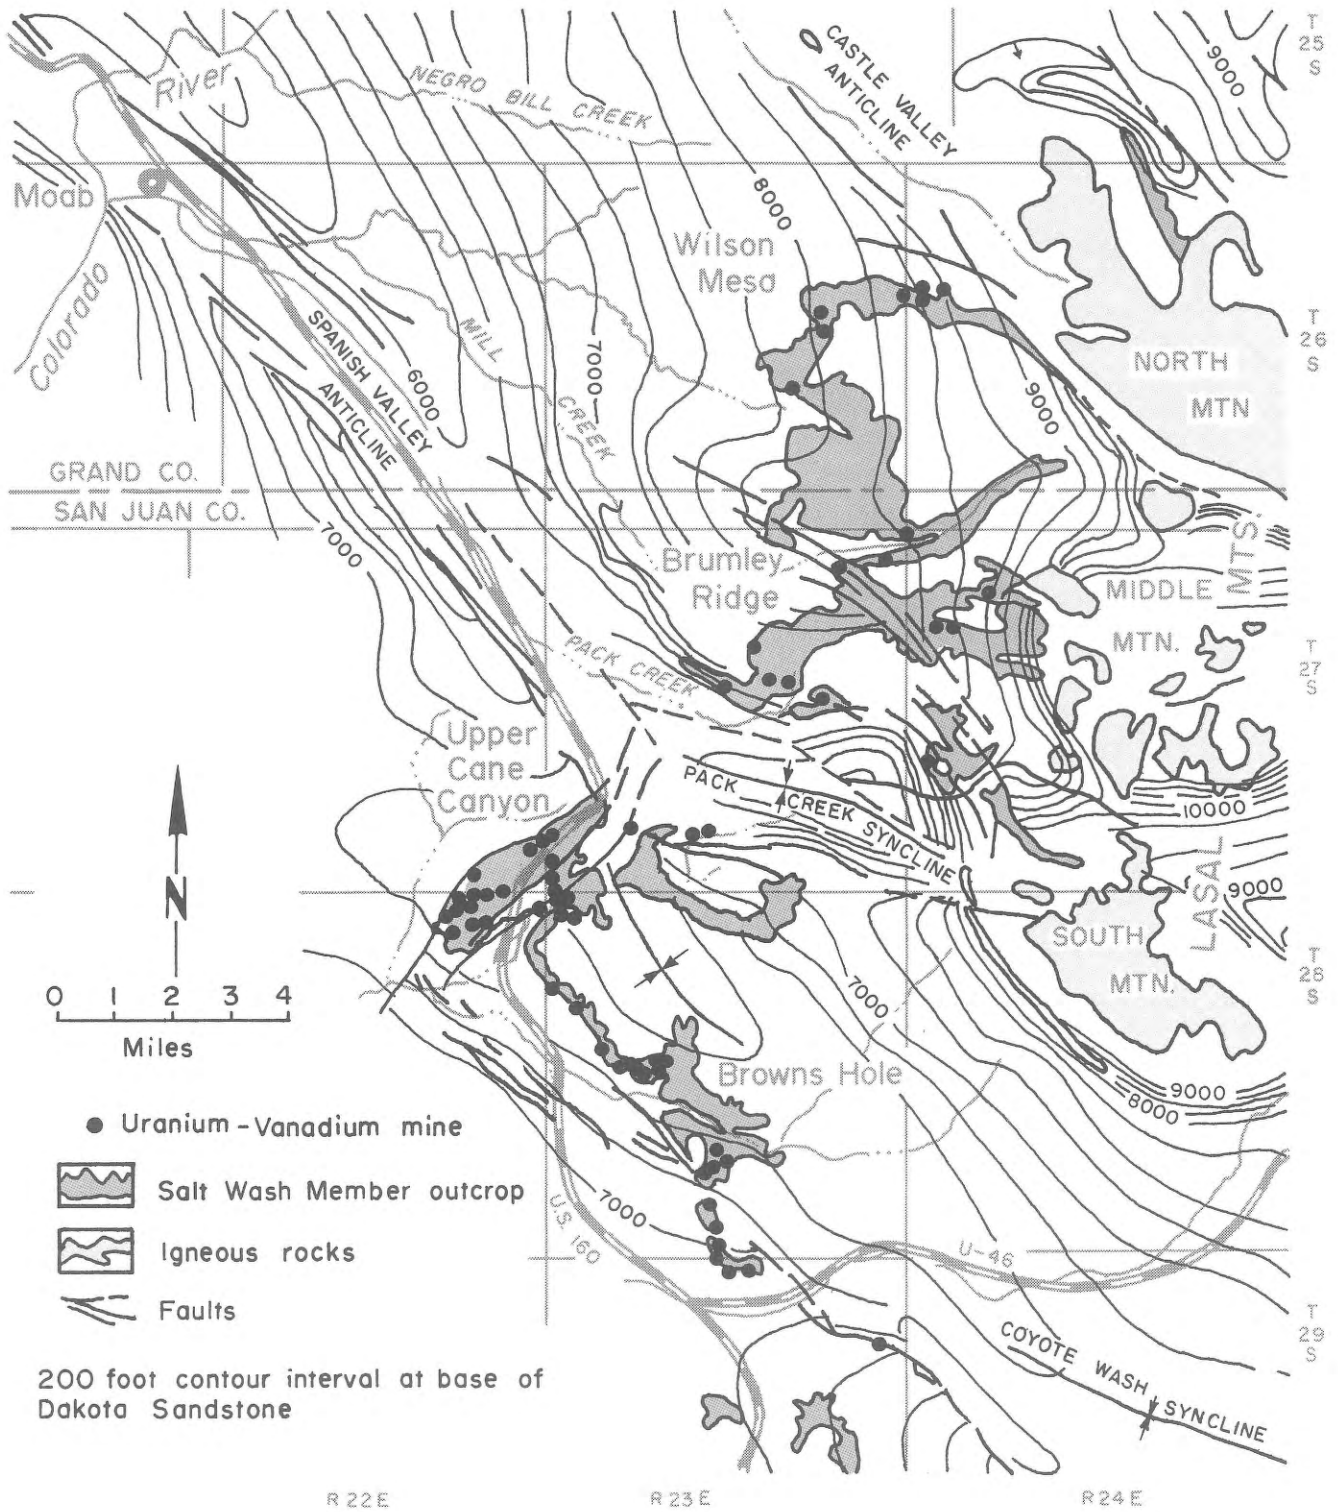 CASTLE VALLEY
ANTICLINE
T
25
S
9000
River
NEGRO BILL CREEK
Moab
8000
Wilson
Mesa
Colorado
SPANISH VALLEY
ANTICLINE
MILL
CREEK
6000
7000
9000
T
26
S
NORTH
MTN
GRAND CO.
SAN JUAN CO.
7000
Brumley
Ridge
MIDDLE
MTN.
MTS.
LASAL
PACK CREEK
T
27
S
Upper
Cane
Canyon
PACK
CREEK SYNCLINE
10000
9000
N
SOUTH
MTN.
T
28
S
7000
0 1 2 3 4
Miles
Browns Hole
9000
8000
Uranium-Vanadium mine
Salt Wash Member outcrop
Igneous rocks
Faults
7000
U.S. 160
U-46
T
29
S
COYOTE WASH
SYNCLINE
200 foot contour interval at base of
Dakota Sandstone
R22E R23E R24E